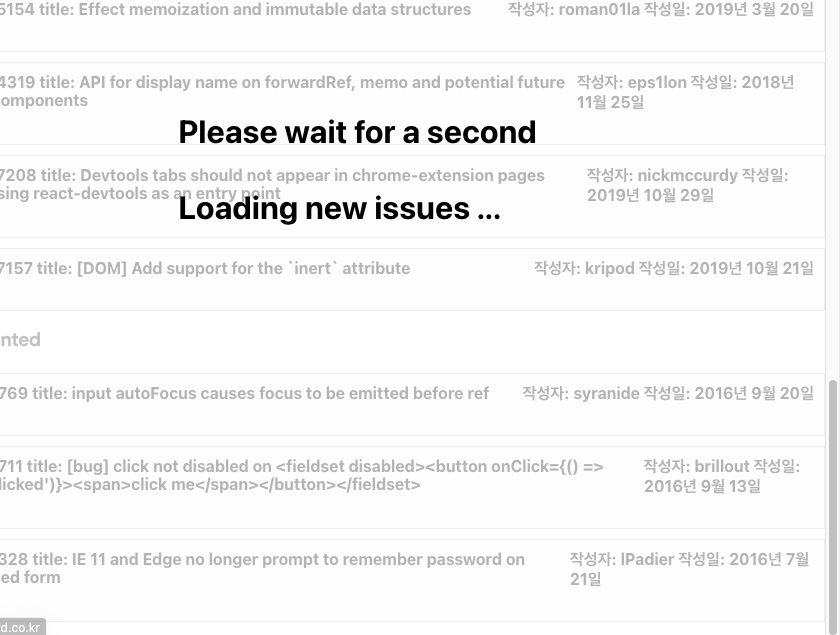 5154 title: Effect memoization and immutable data structures
작성자: roman01la 작성일: 2019년 3월 20일
4319 title: API for display name on forwardRef, memo and potential future
omponents
작성자: eps1lon 작성일: 2018년
11월 25일
Please wait for a second
7208 title: Devtools tabs should not appear in chrome-extension pages
sing react-devtools as an entry point
작성자: nickmccurdy 작성일:
2019년 10월 29일
Loading new issues ...
7157 title: [DOM] Add support for the `inert` attribute
작성자: kripod 작성일: 2019년 10월 21일
nted
769 title: input autoFocus causes focus to be emitted before ref
작성자: syranide 작성일: 2016년 9월 20일
711 title: [bug] click not disabled on <fieldset disabled><button onClick={() =>
licked')}><span>click me</span></button></fieldset>
작성자: brillout 작성일:
2016년 9월 13일
328 title: IE 11 and Edge no longer prompt to remember password on
ed form
작성자: lPadier 작성일: 2016년 7월
21일
d.co.kr